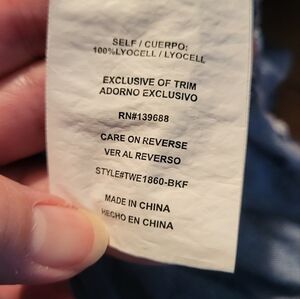 SELF / CUERPO:
100%LYOCELL / LYOCELL
EXCLUSIVE OF TRIM
ADORNO EXCLUSIVO
RN#139688
CARE ON REVERSE
VER AL REVERSO
STYLE#TWE1860-BKF
MADE IN CHINA
HECHO EN CHINA